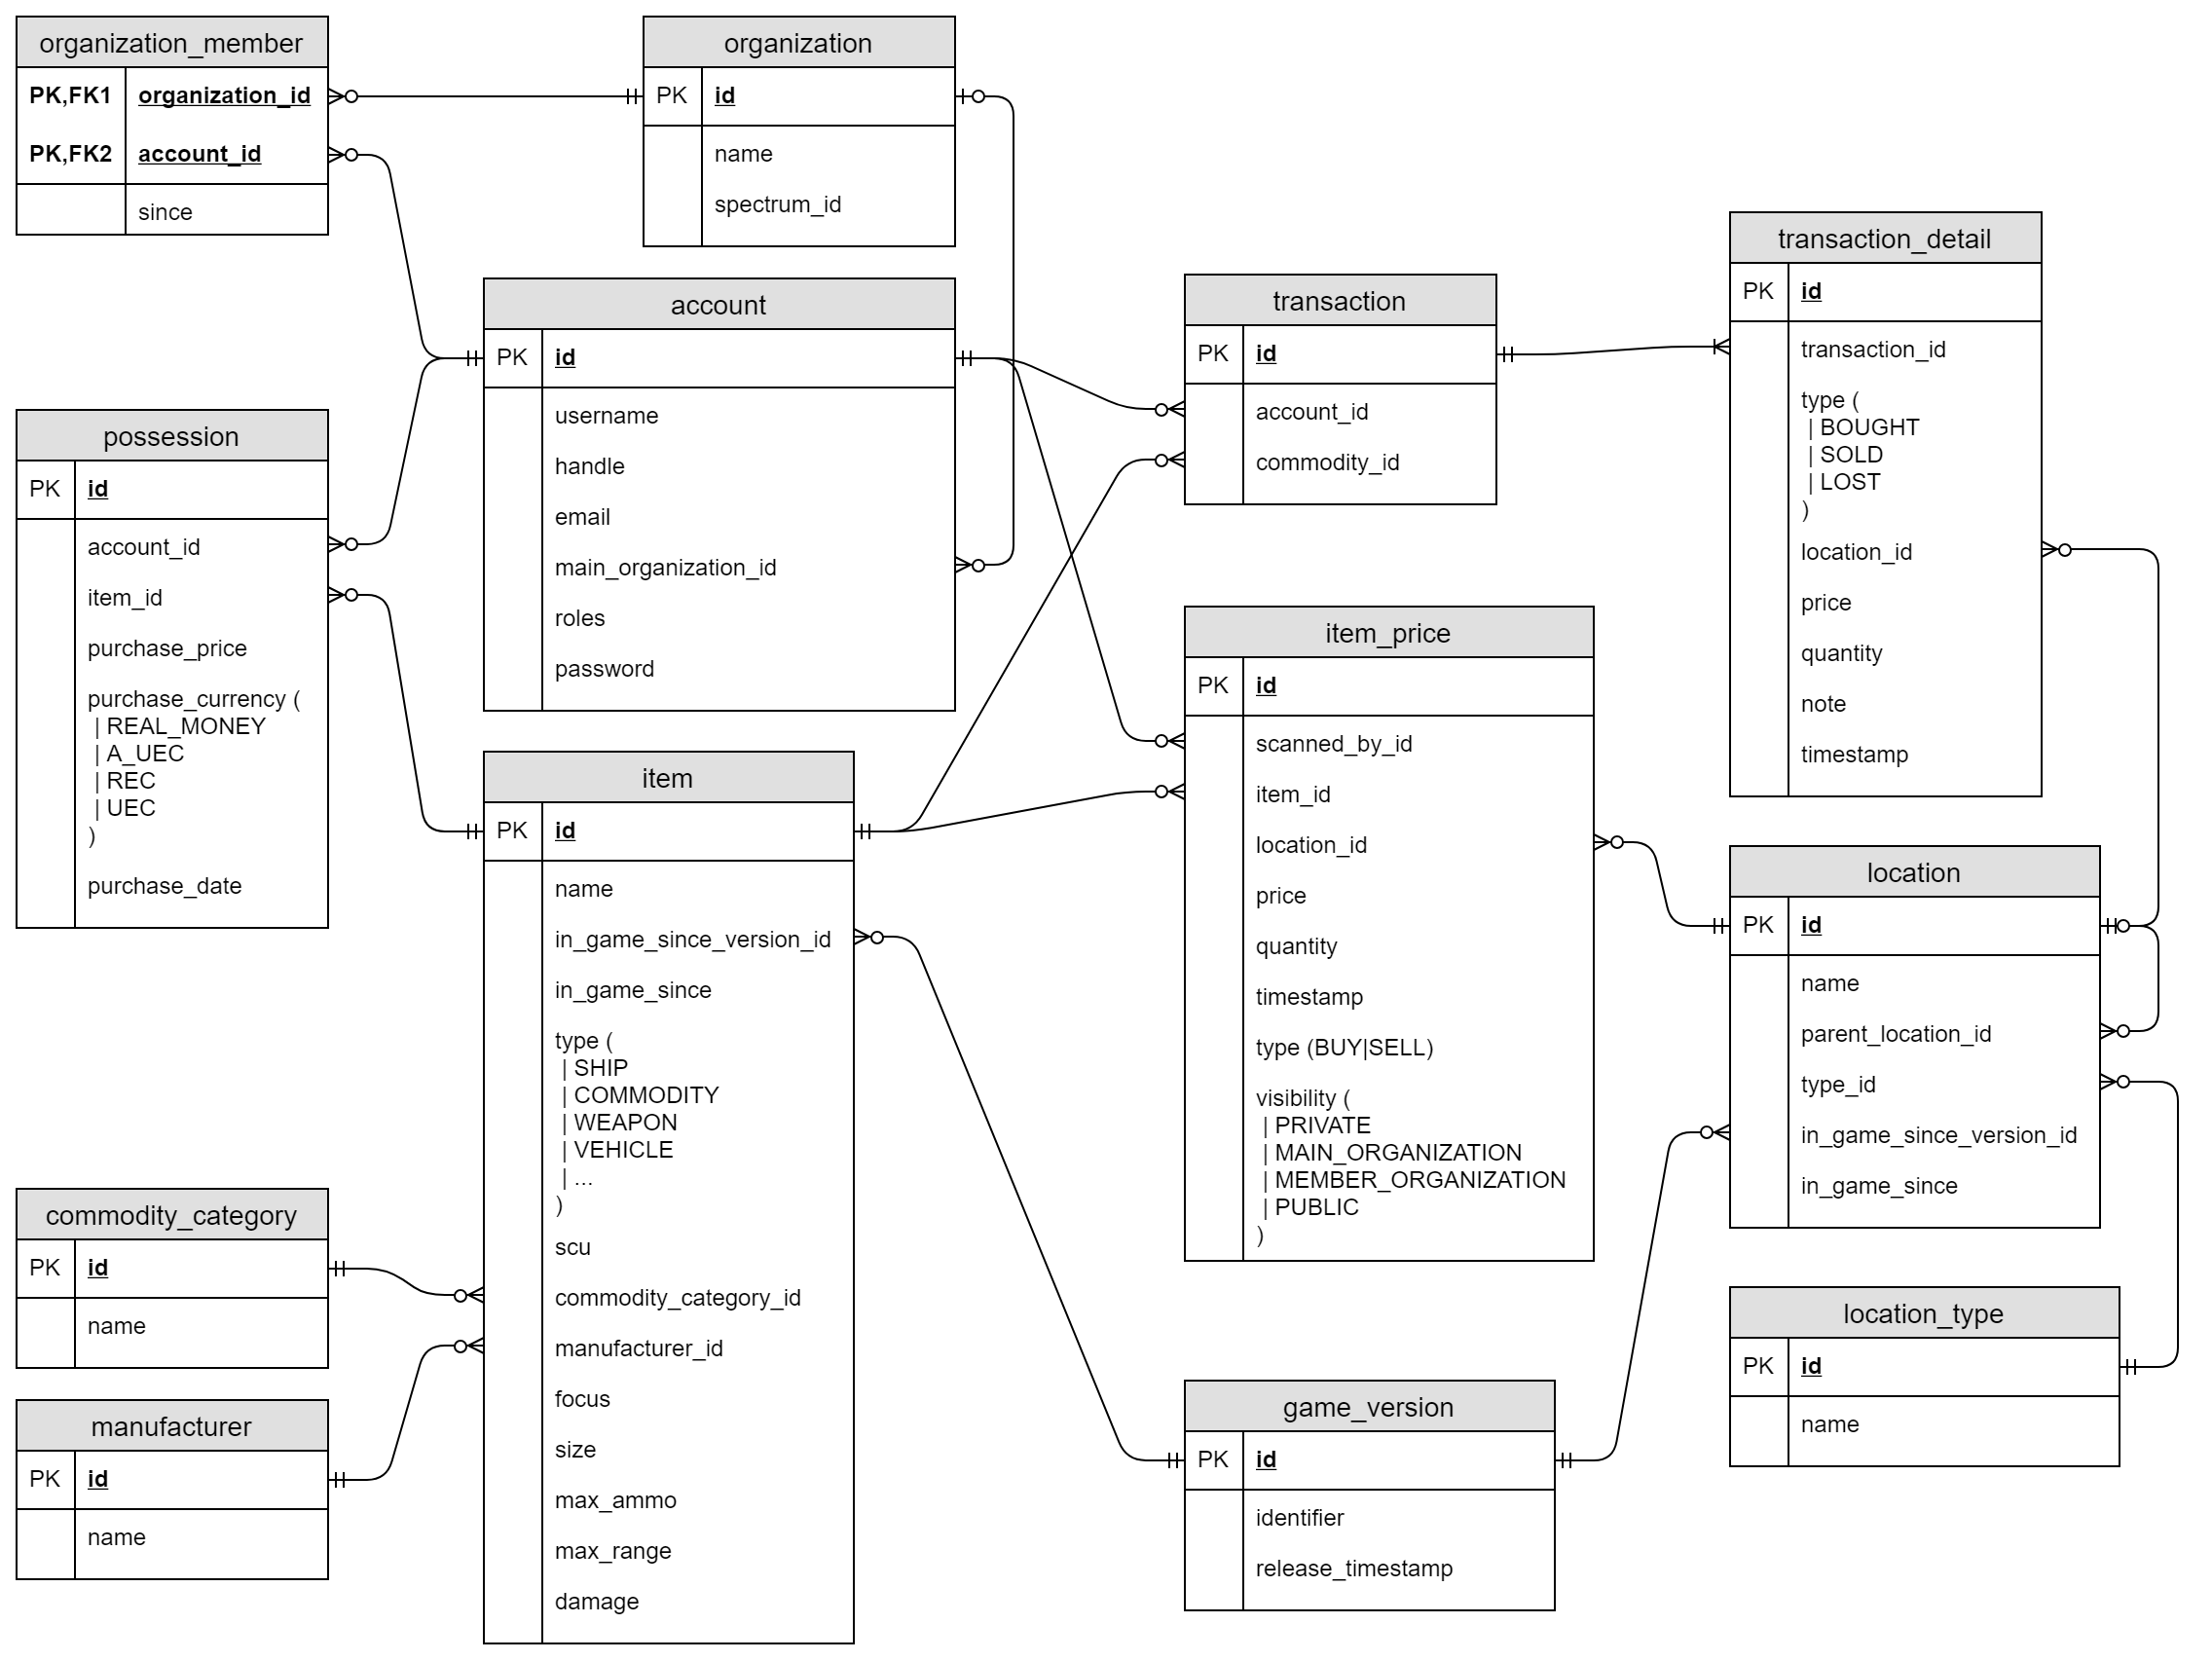 organization_member
PK,FK1 organization_id
PK,FK2 account_id
since
organization
PK id
name
spectrum_id
account
PK id
username
handle
email
main_organization_id
roles
password
possession
PK id
account_id
item_id
purchase_price
purchase_currency (
| REAL_MONEY
| A_UEC
| REC
| UEC
)
purchase_date
item
PK id
name
in_game_since_version_id
in_game_since
type (
| SHIP
| COMMODITY
| WEAPON
| VEHICLE
| ...
)
scu
commodity_category_id
manufacturer_id
focus
size
max_ammo
max_range
damage
commodity_category
PK id
name
manufacturer
PK id
name
transaction
PK id
account_id
commodity_id
transaction_detail
PK id
transaction_id
type (
| BOUGHT
| SOLD
| LOST
)
location_id
price
quantity
note
timestamp
item_price
PK id
scanned_by_id
item_id
location_id
price
quantity
timestamp
type (BUY|SELL)
visibility (
| PRIVATE
| MAIN_ORGANIZATION
| MEMBER_ORGANIZATION
| PUBLIC
)
location
PK id
name
parent_location_id
type_id
in_game_since_version_id
in_game_since
location_type
PK id
name
game_version
PK id
identifier
release_timestamp